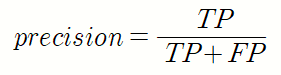 precision = TP / (TP + FP)